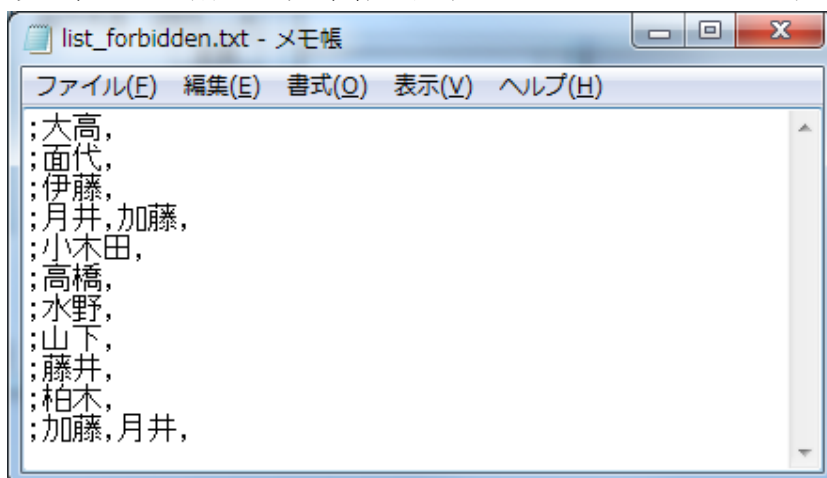 list_forbidden.txt - メモ帳
ファイル(F) 編集(E) 書式(O) 表示(V) ヘルプ(H)
;大高,
;面代,
;伊藤,
;月井,加藤,
;小木田,
;高橋,
;水野,
;山下,
;藤井,
;柏木,
;加藤,月井,